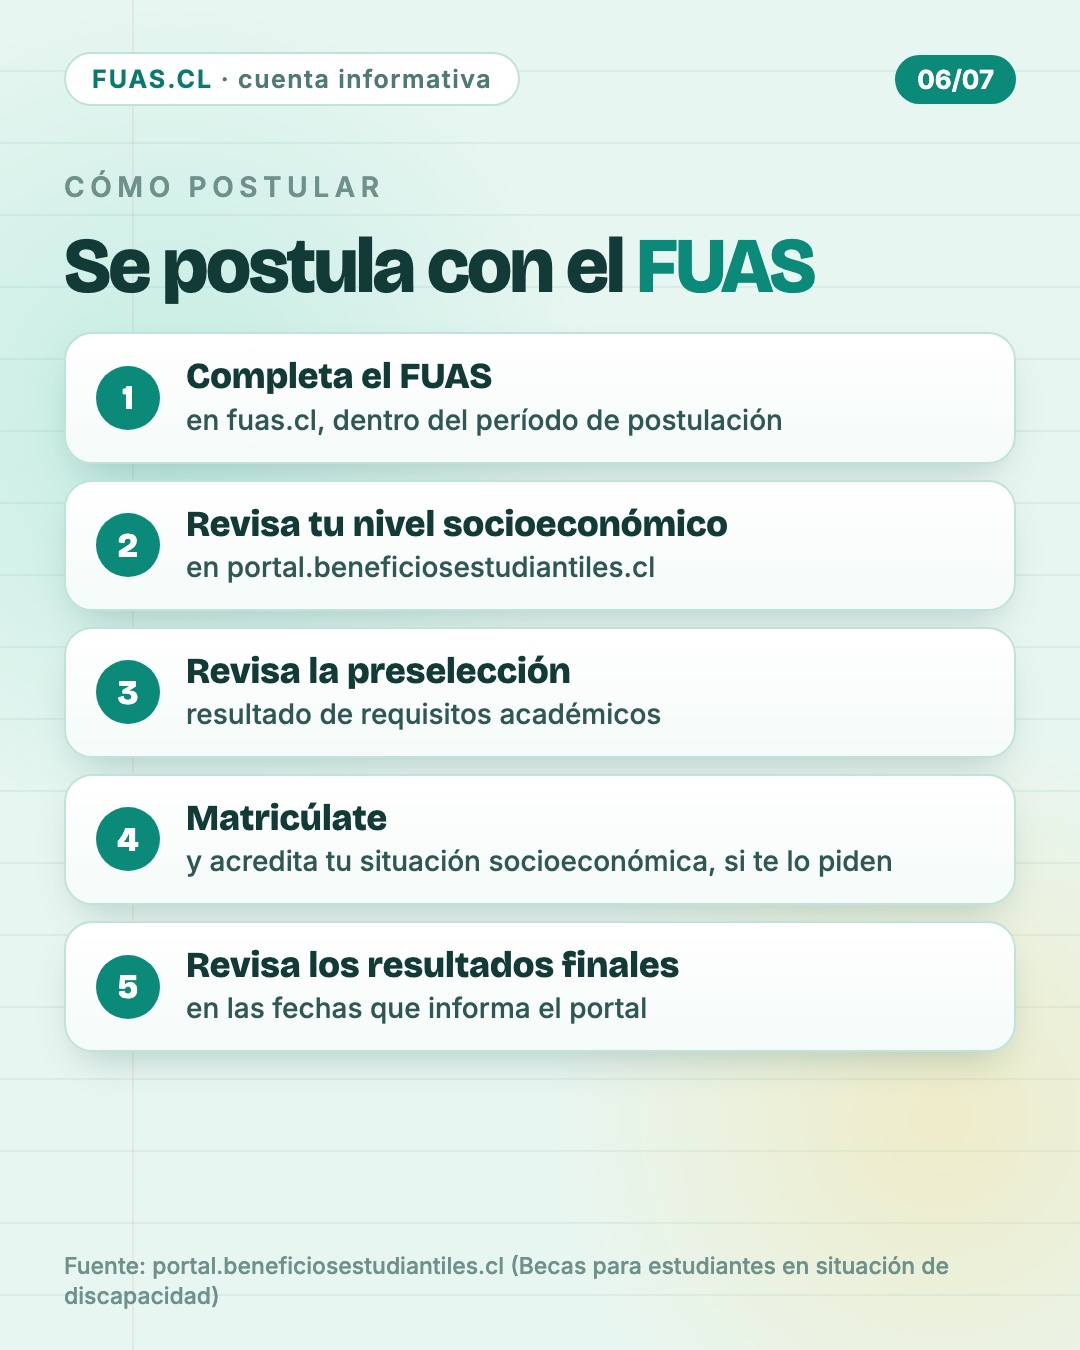 FUAS.CL · cuenta informativa
06/07
CÓMO POSTULAR
Se postula con el FUAS
1
Completa el FUAS
en fuas.cl, dentro del período de postulación
2
Revisa tu nivel socioeconómico
en portal.beneficiosestudiantiles.cl
3
Revisa la preselección
resultado de requisitos académicos
4
Matricúlate
y acredita tu situación socioeconómica, si te lo piden
5
Revisa los resultados finales
en las fechas que informa el portal
Fuente: portal.beneficiosestudiantiles.cl (Becas para estudiantes en situación de
discapacidad)